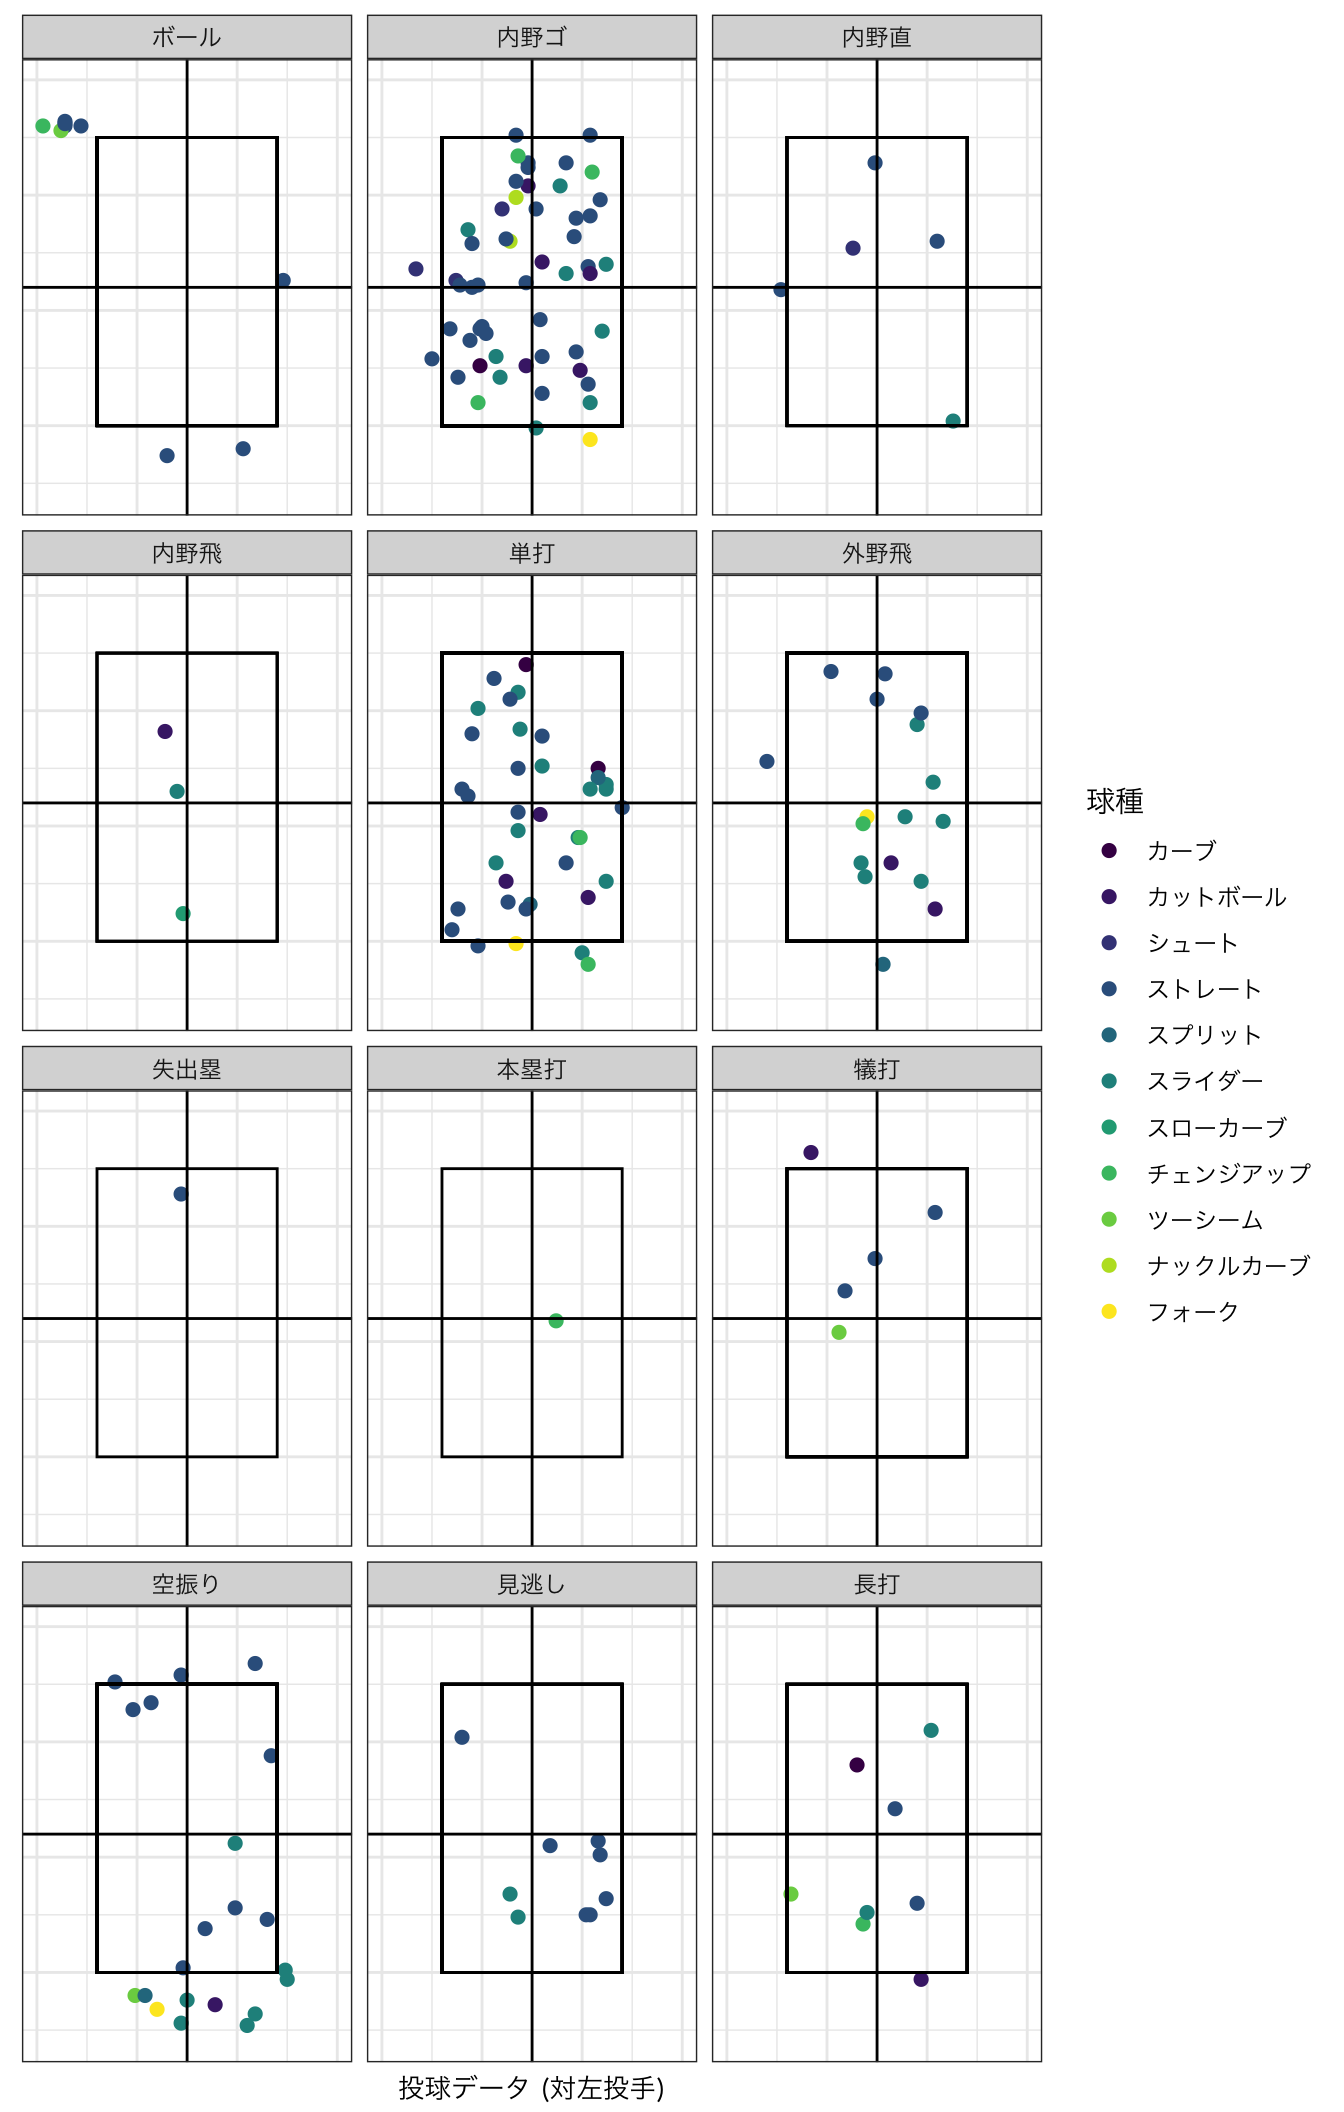 ボール
内野ゴ
内野直
内野飛
単打
外野飛
失出塁
本塁打
犠打
空振り
見逃し
長打
球種
カーブ
カットボール
シュート
ストレート
スプリット
スライダー
スローカーブ
チェンジアップ
ツーシーム
ナックルカーブ
フォーク
投球データ (対左投手)